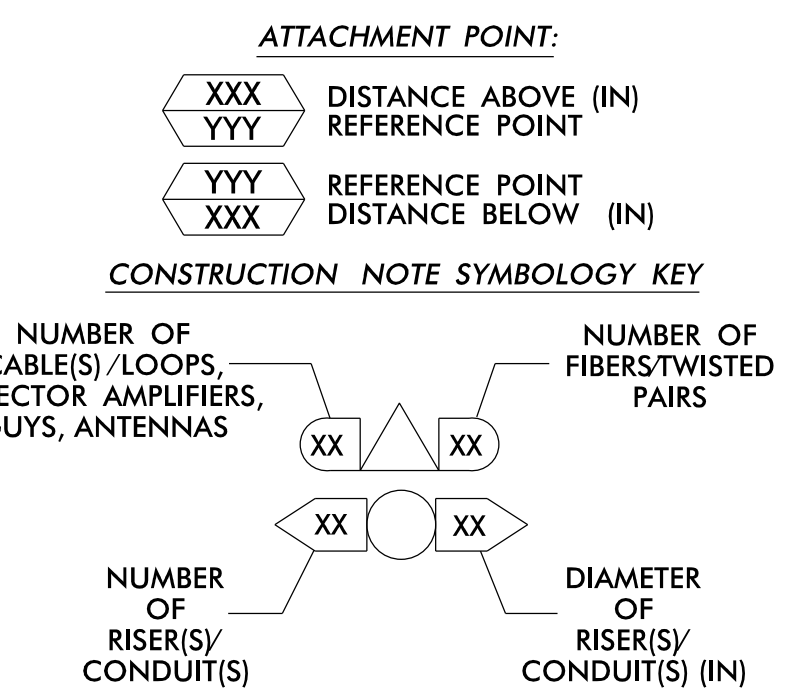 ATTACHMENT POINT:
XXX
YYY
DISTANCE ABOVE (IN)
REFERENCE POINT
YYY
XXX
REFERENCE POINT
DISTANCE BELOW (IN)
CONSTRUCTION NOTE SYMBOLOGY KEY
NUMBER OF
/LOOPS,
AMPLIFIERS,
ANTENNAS
NUMBER OF
FIBERS/TWISTED
PAIRS
XX
XX
XX
XX
NUMBER
OF
RISER(S)/
CONDUIT(S)
DIAMETER
OF
RISER(S)/
CONDUIT(S) (IN)